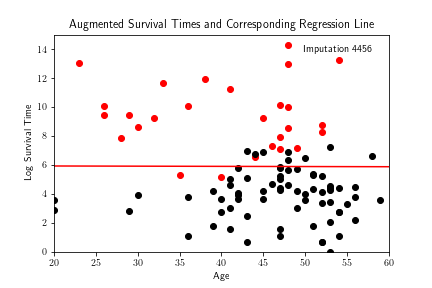 Augmented Survival Times and Corresponding Regression Line
Imputation 4456
Log Survival Time
14
12
10
8
6
4
2
0
20 25 30 35 40 45 50 55 60
Age